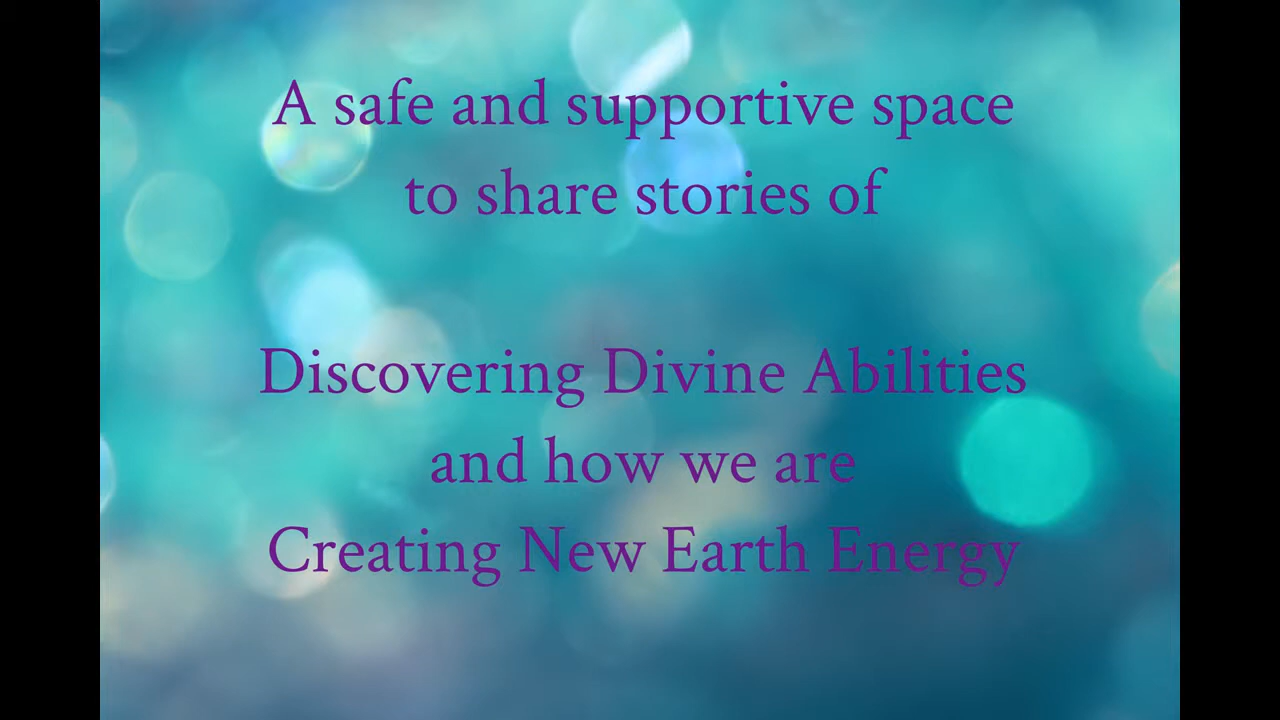 A safe and supportive space
to share stories of
Discovering Divine Abilities
and how we are
Creating New Earth Energy